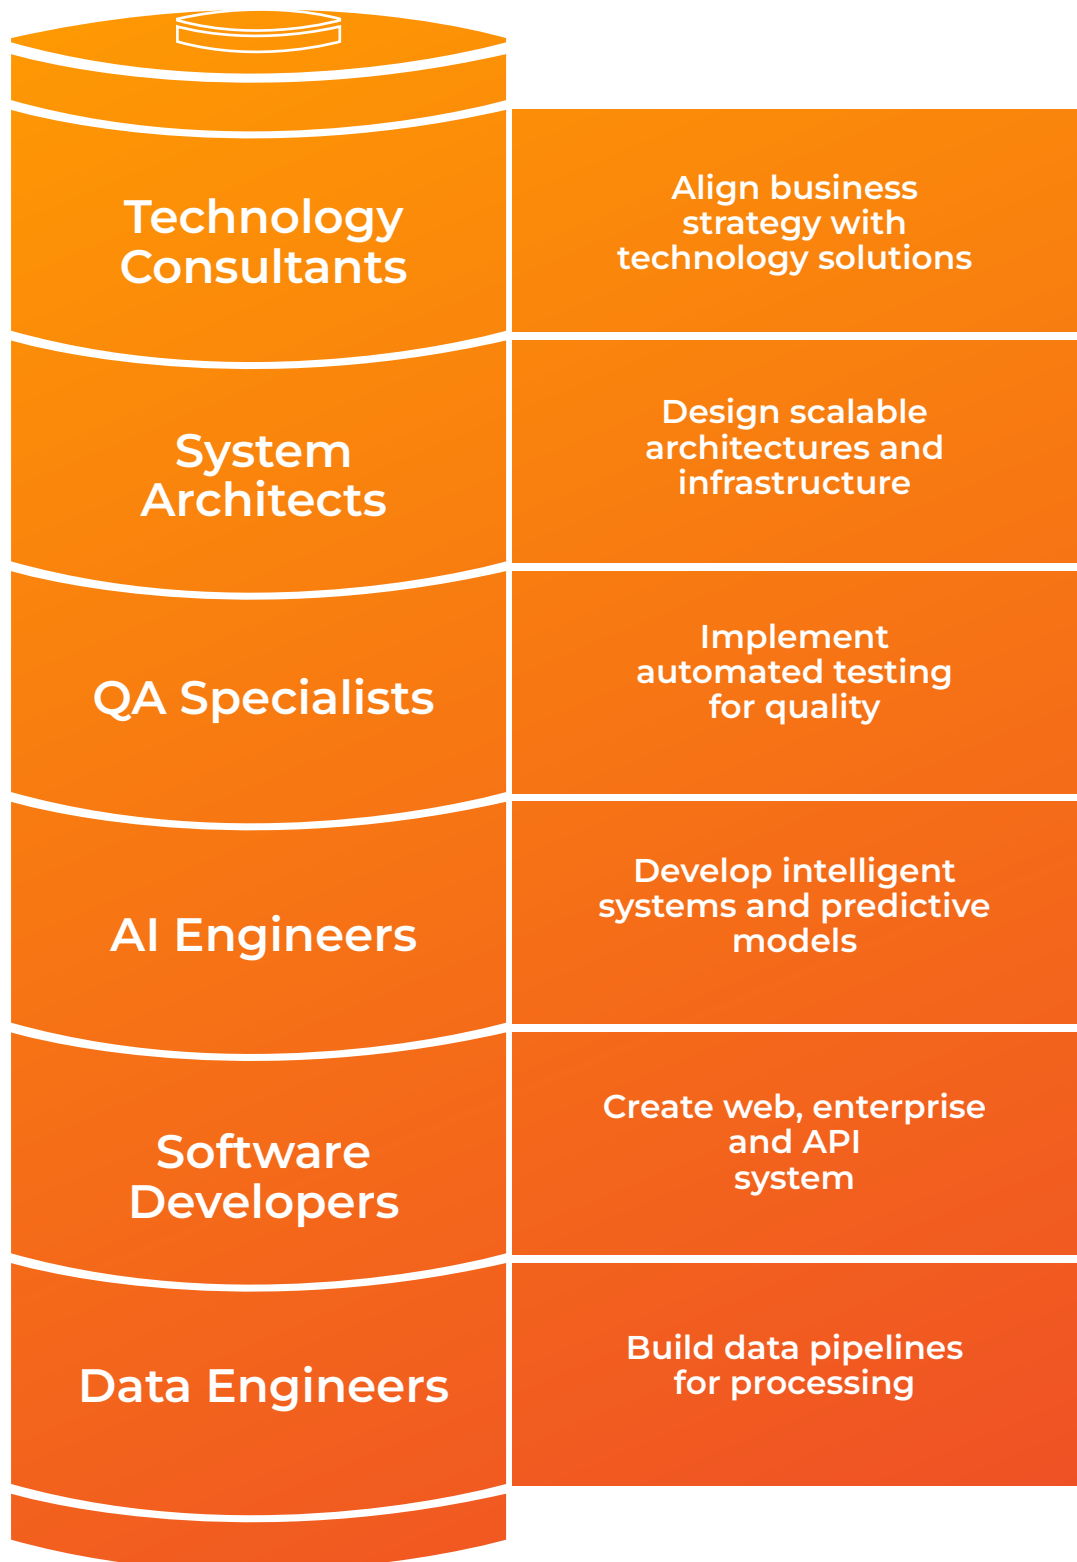 Technology
Consultants
Align business
strategy with
technology solutions
System
Architects
Design scalable
architectures and
infrastructure
QA Specialists
Implement
automated testing
for quality
AI Engineers
Develop intelligent
systems and predictive
models
Software
Developers
Create web, enterprise
and API
system
Data Engineers
Build data pipelines
for processing